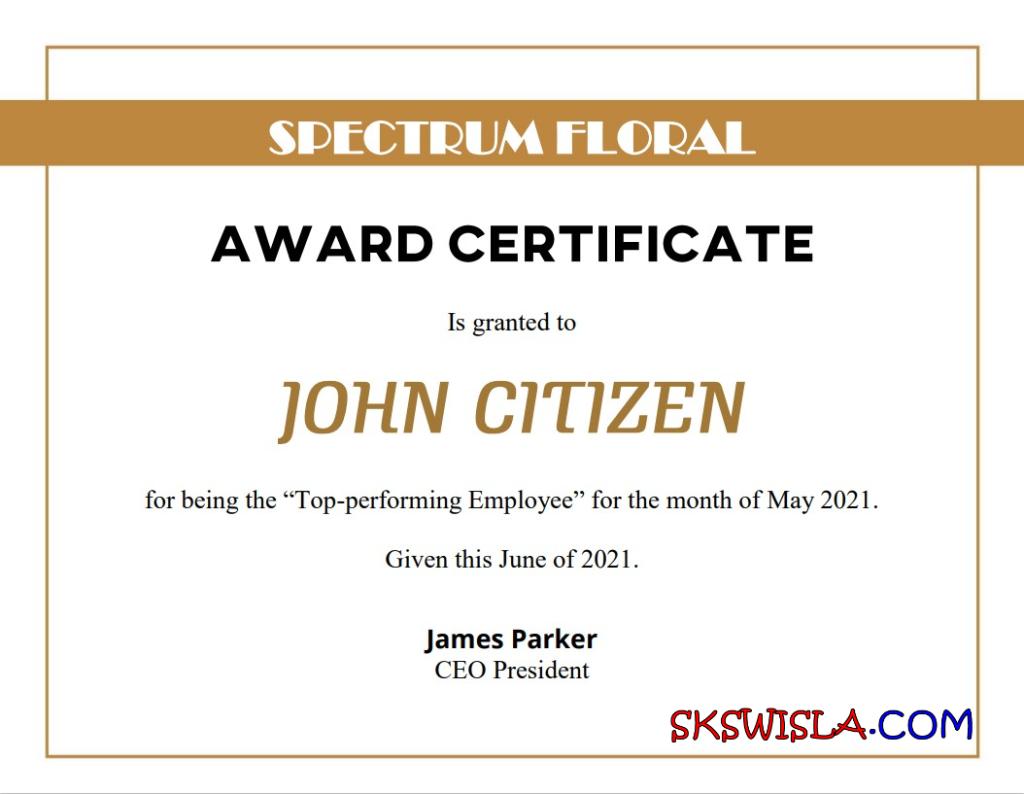 SPECTRUM FLORAL
AWARD CERTIFICATE
Is granted to
JOHN CITIZEN
for being the “Top-performing Employee” for the month of May 2021.
Given this June of 2021.
James Parker
CEO President
SKSWISLA.COM